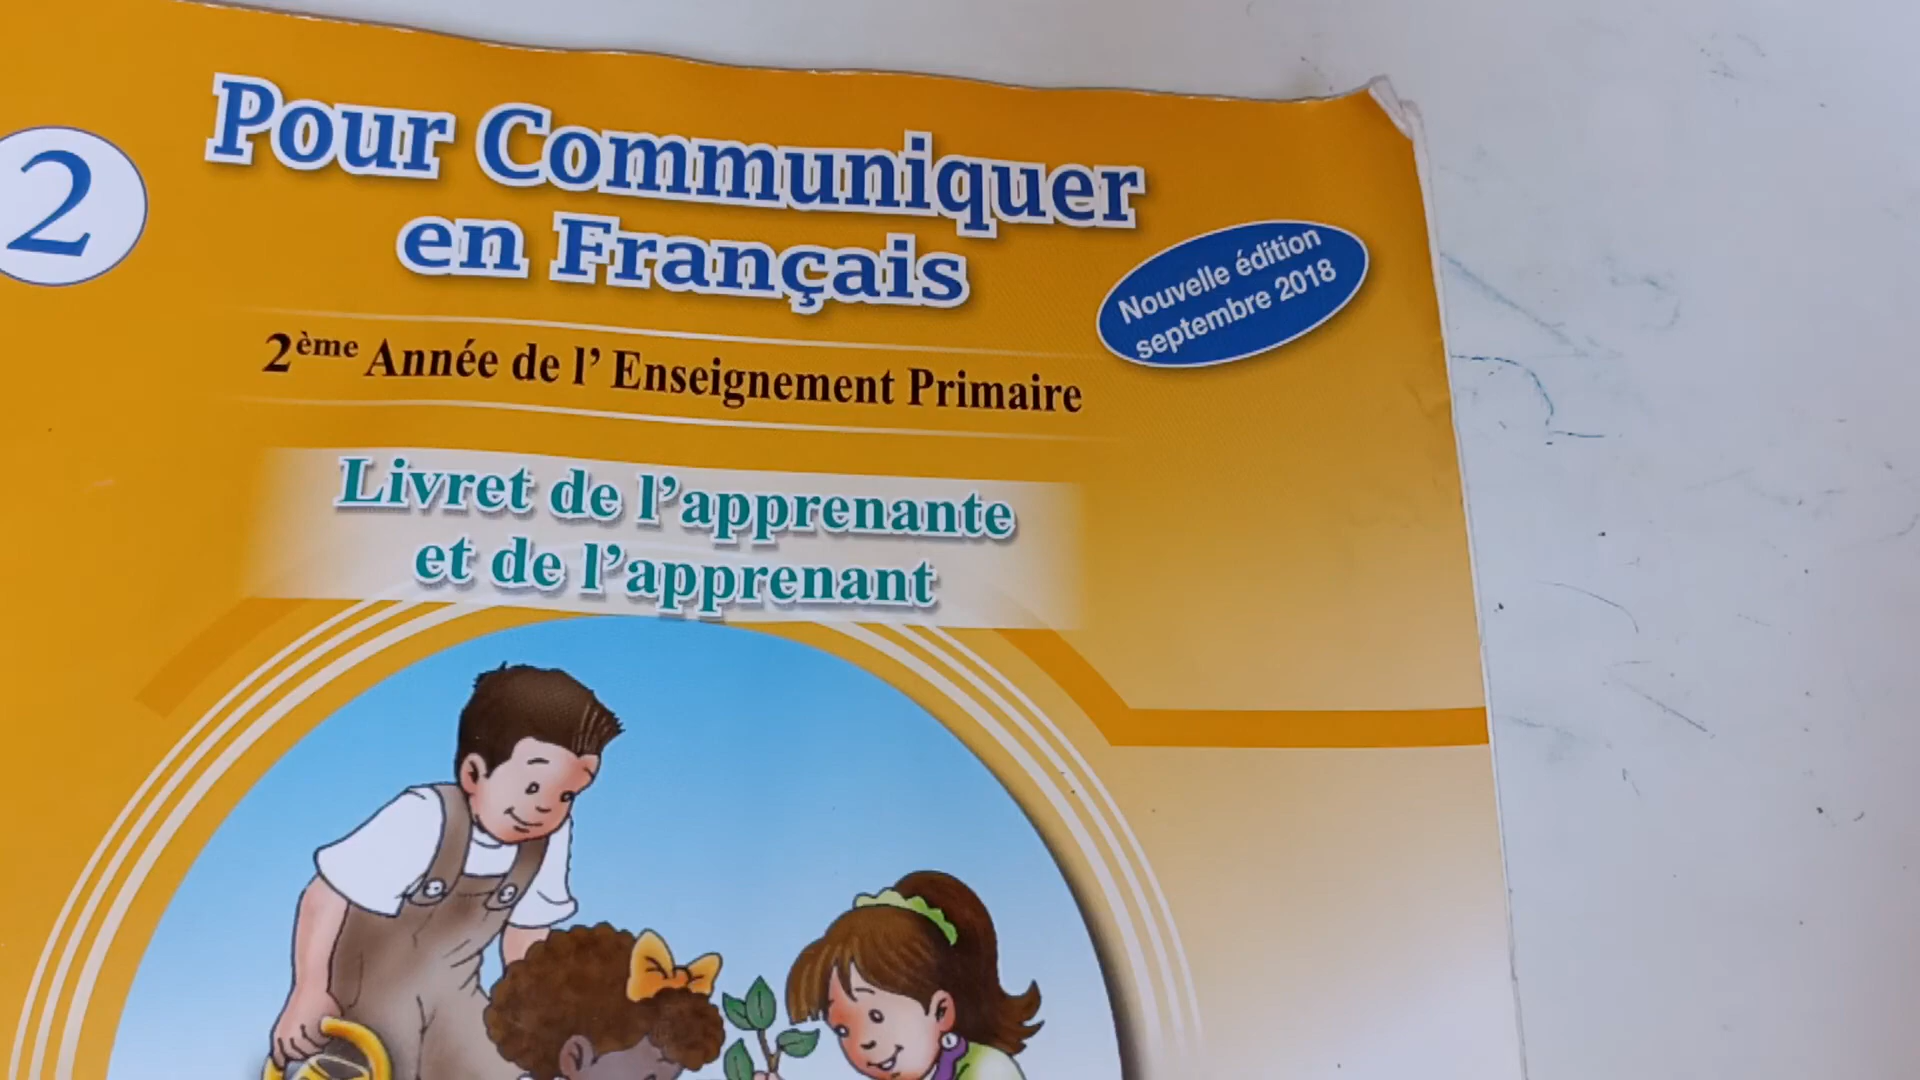 2
Pour Communiquer
en Français
Nouvelle édition
septembre 2018
2ème Année de l' Enseignement Primaire
Livret de l'apprenante
et de l'apprenant